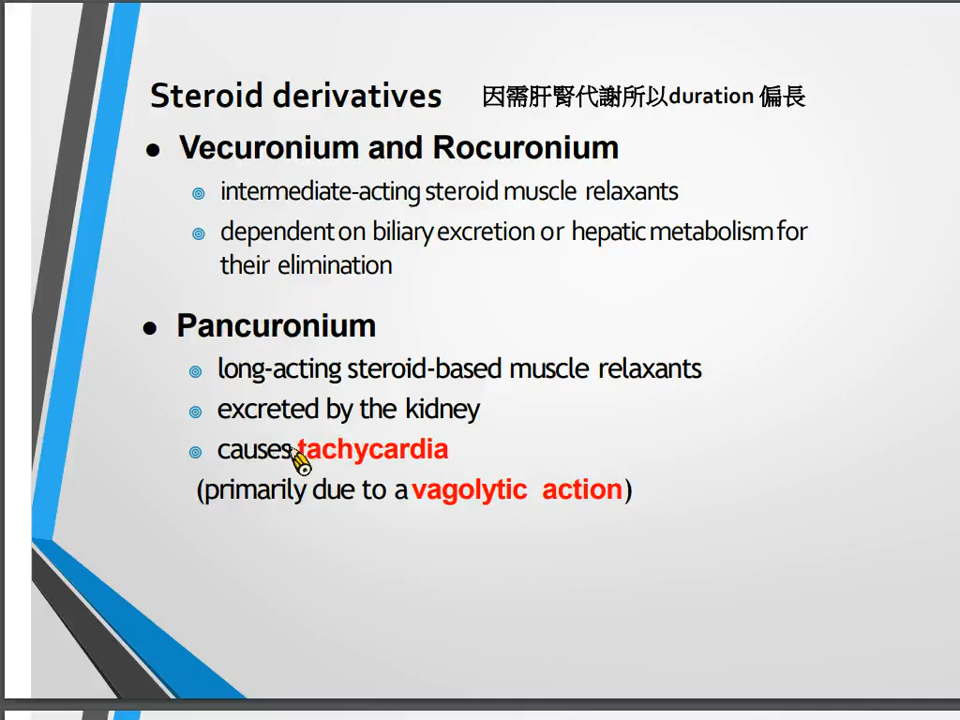 Steroid derivatives 因需肝腎代謝所以duration 偏長
● Vecuronium and Rocuronium
intermediate-acting steroid muscle relaxants
dependent on biliary excretion or hepatic metabolism for
their elimination
● Pancuronium
long-acting steroid-based muscle relaxants
excreted by the kidney
causes tachycardia
(primarily due to a vagolytic action)